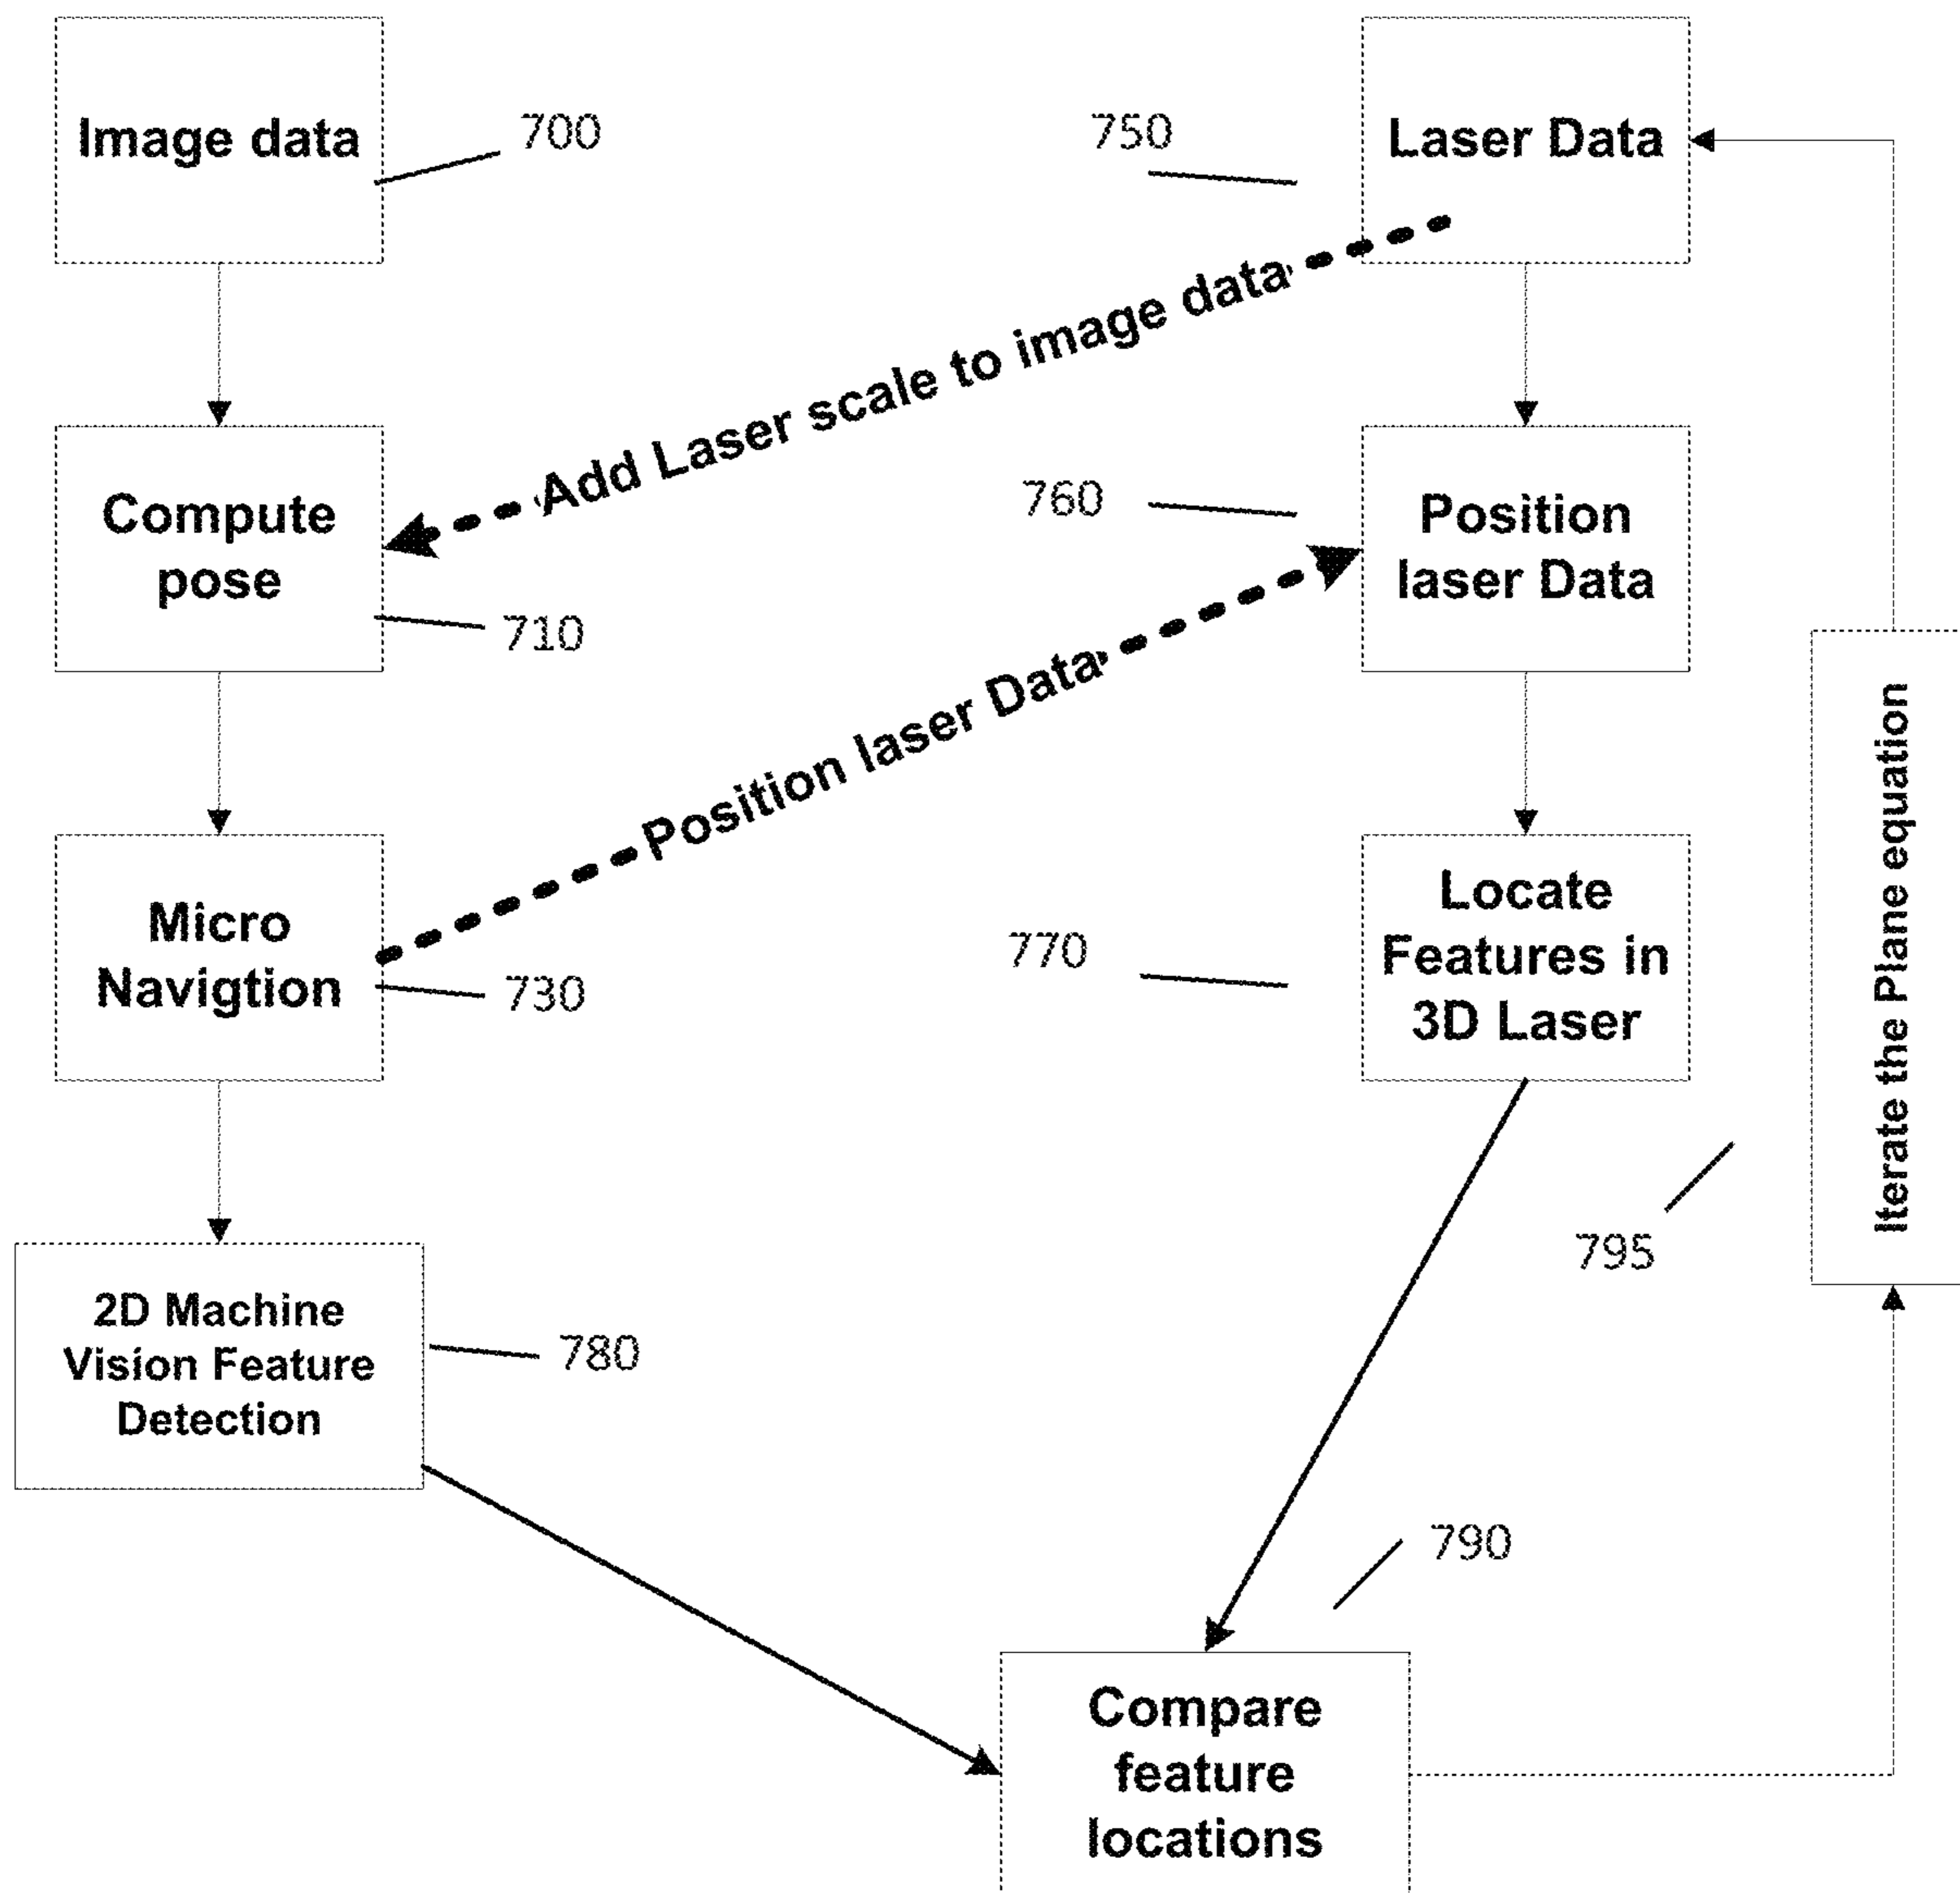 Image data
700
750
Laser Data
Add Laser scale to image data
Compute
pose
710
760
Position
laser Data
Position laser Data
Micro
Navigtion
730
770
Locate
Features in
3D Laser
Iterate the Plane equation
795
2D Machine
Vision Feature
Detection
780
790
Compare
feature
locations